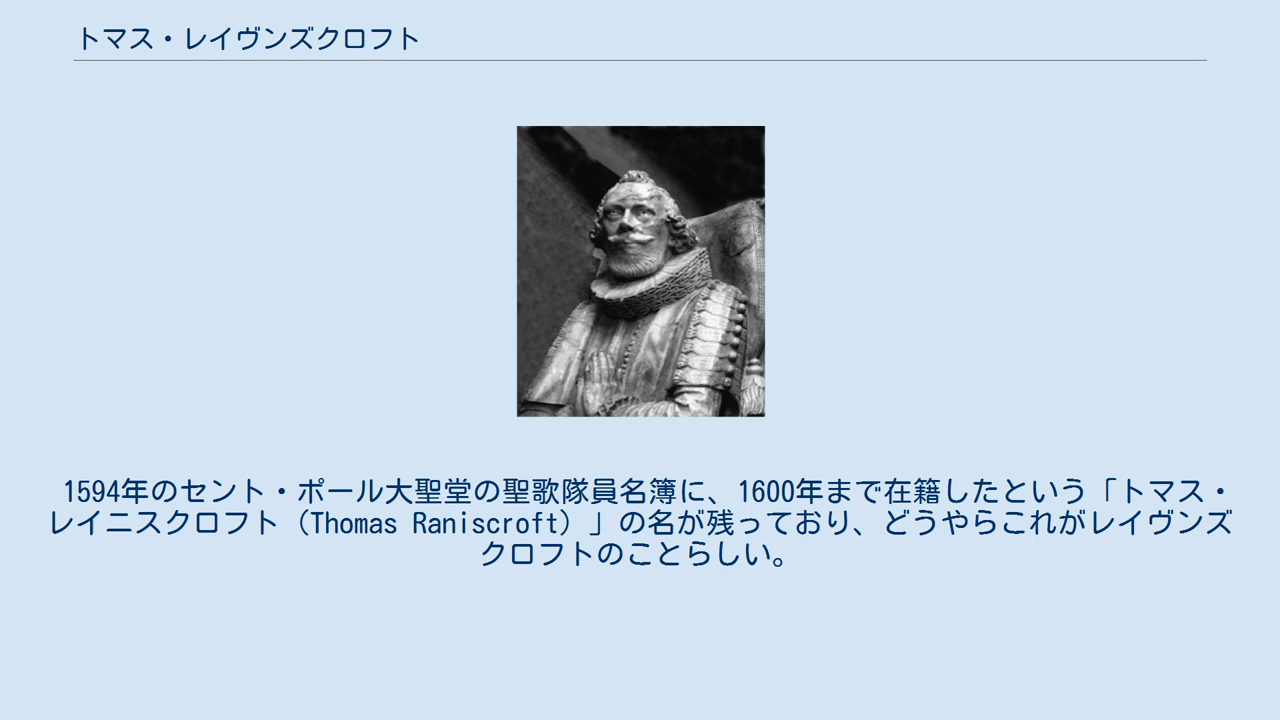 トマス・レイヴンズクロフト
1594年のセント・ポール大聖堂の聖歌隊員名簿に、1600年まで在籍したという「トマス・
レイニスクロフト（Thomas Raniscroft）」の名が残っており、どうやらこれがレイヴンズ
クロフトのことらしい。